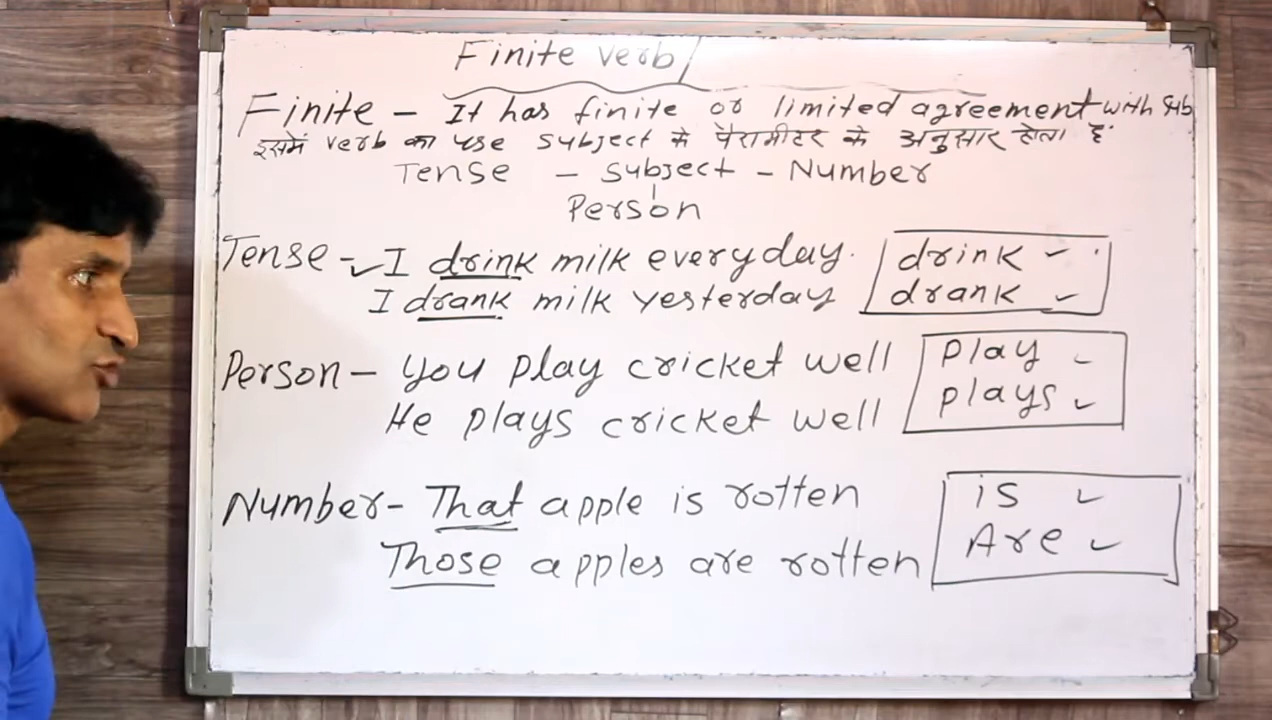 Finite verb
Finite - It has finite or limited agreement with sub
इसमें verb का use subject के पैरामीटर के अनुसार होता है.
Tense - Subject - Number
Person
Tense - ✓ I drink milk everyday.
drink ✓
I drank milk yesterday
drank ✓
Person - You play cricket well
Play ✓
He plays cricket well
plays ✓
Number - That apple is rotten
is ✓
Those apples are rotten
Are ✓